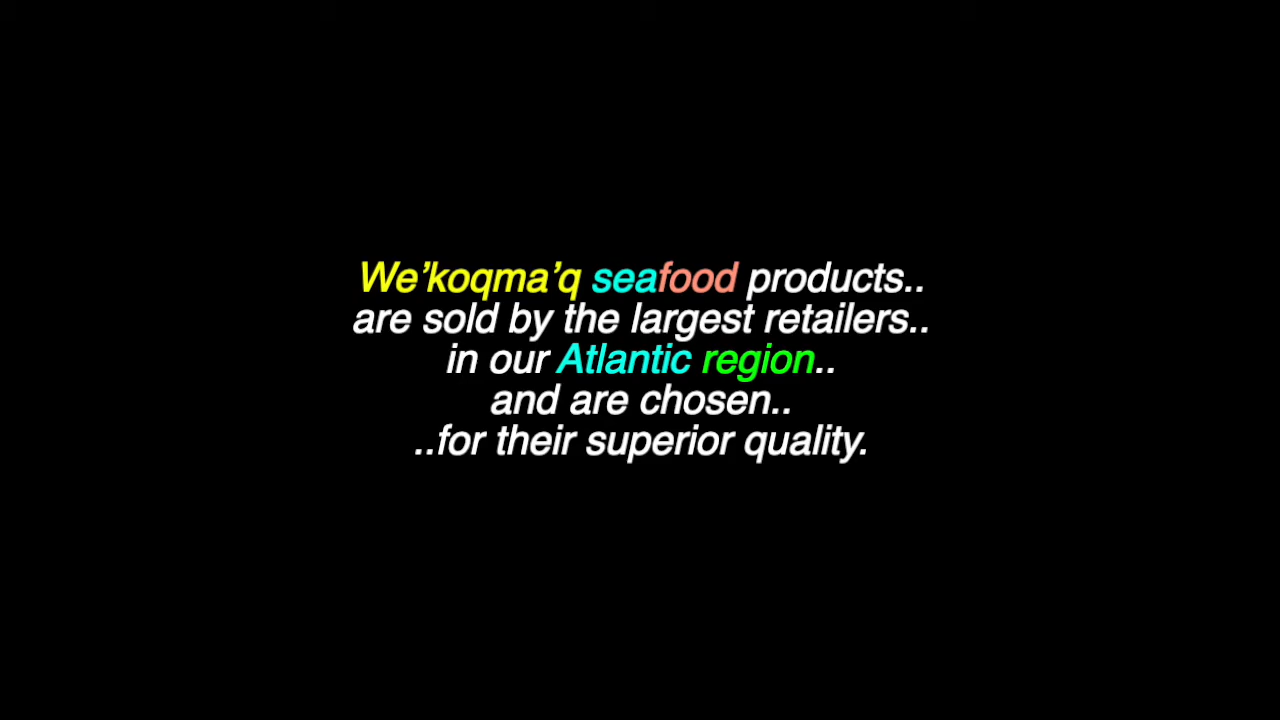 We’koqma’q seafood products..
are sold by the largest retailers..
in our Atlantic region..
and are chosen..
..for their superior quality.